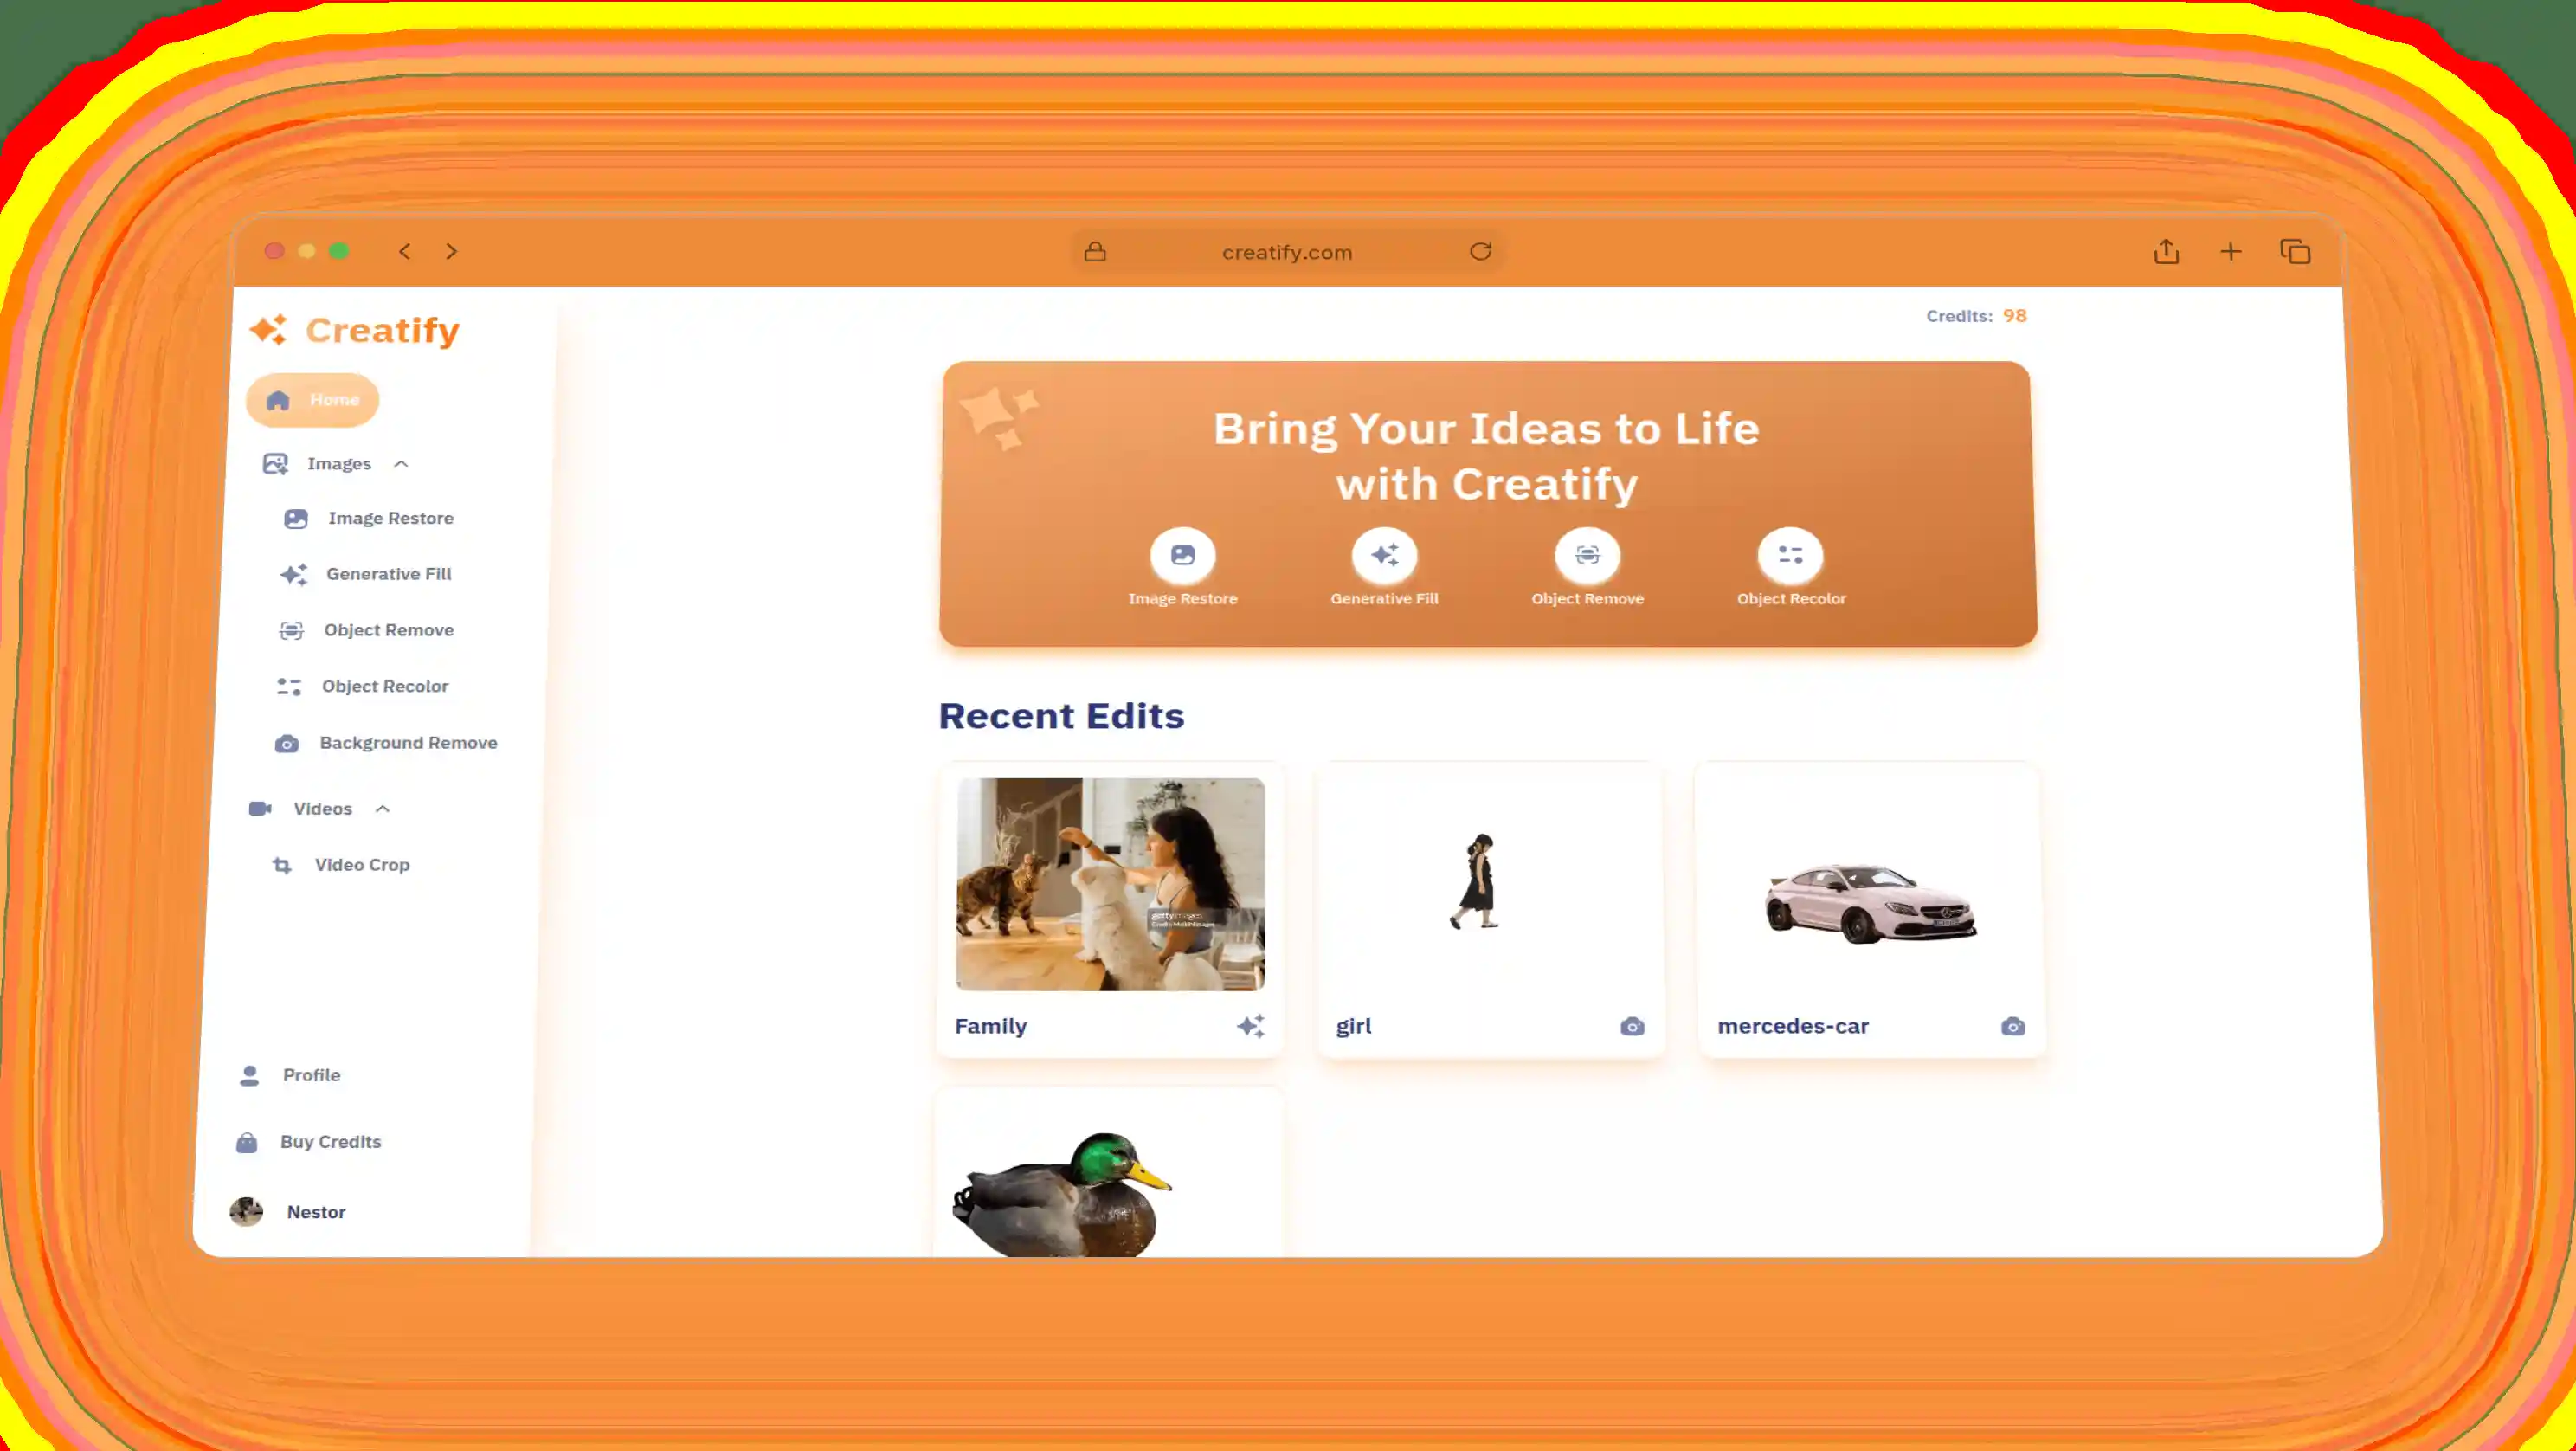 creatify.com
Creatify
Home
Images
Image Restore
Generative Fill
Object Remove
Object Recolor
Background Remove
Videos
Video Crop
Profile
Buy Credits
Nestor
Credits: 98
Bring Your Ideas to Life
with Creatify
Image Restore
Generative Fill
Object Remove
Object Recolor
Recent Edits
gettyimages
Family
girl
mercedes-car